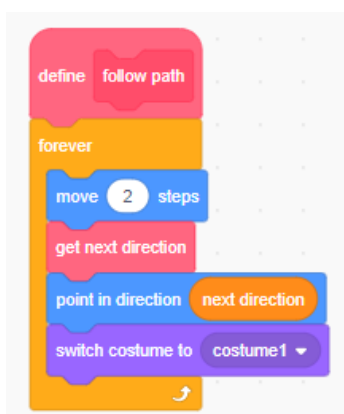 define follow path
forever
move 2 steps
get next direction
point in direction next direction
switch costume to costume1